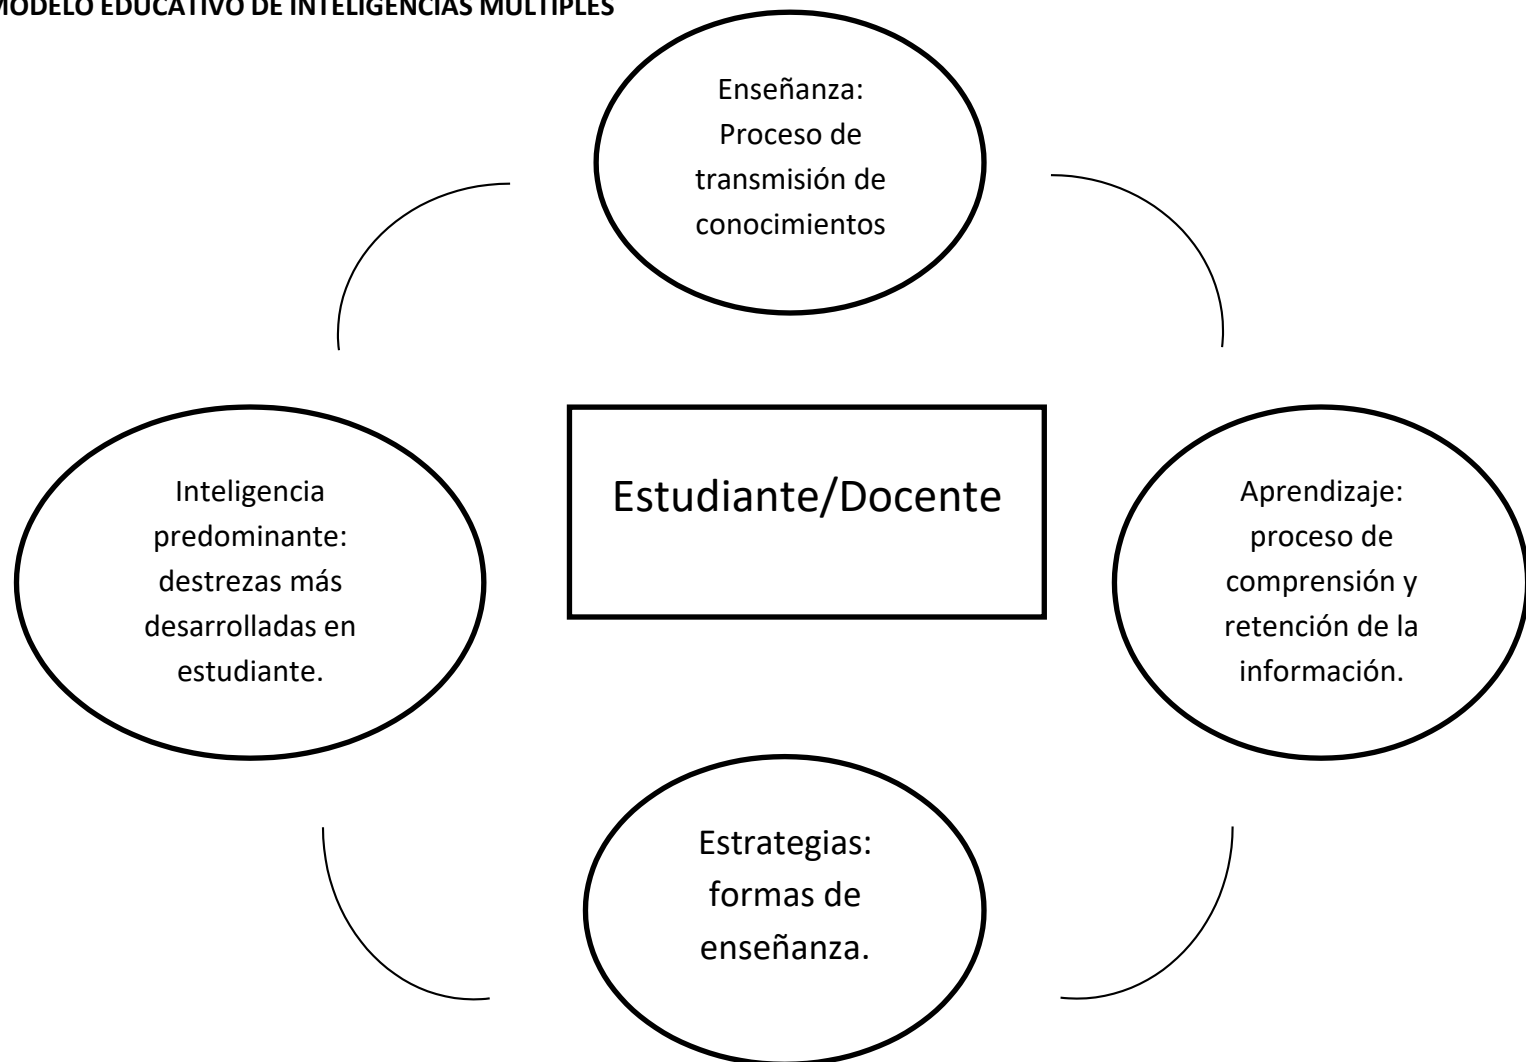 MODELO EDUCATIVO DE INTELIGENCIAS MÚLTIPLES
Enseñanza:
Proceso de
transmisión de
conocimientos
Inteligencia
predominante:
destrezas más
desarrolladas en
estudiante.
Estudiante/Docente
Aprendizaje:
proceso de
comprensión y
retención de la
información.
Estrategias:
formas de
enseñanza.